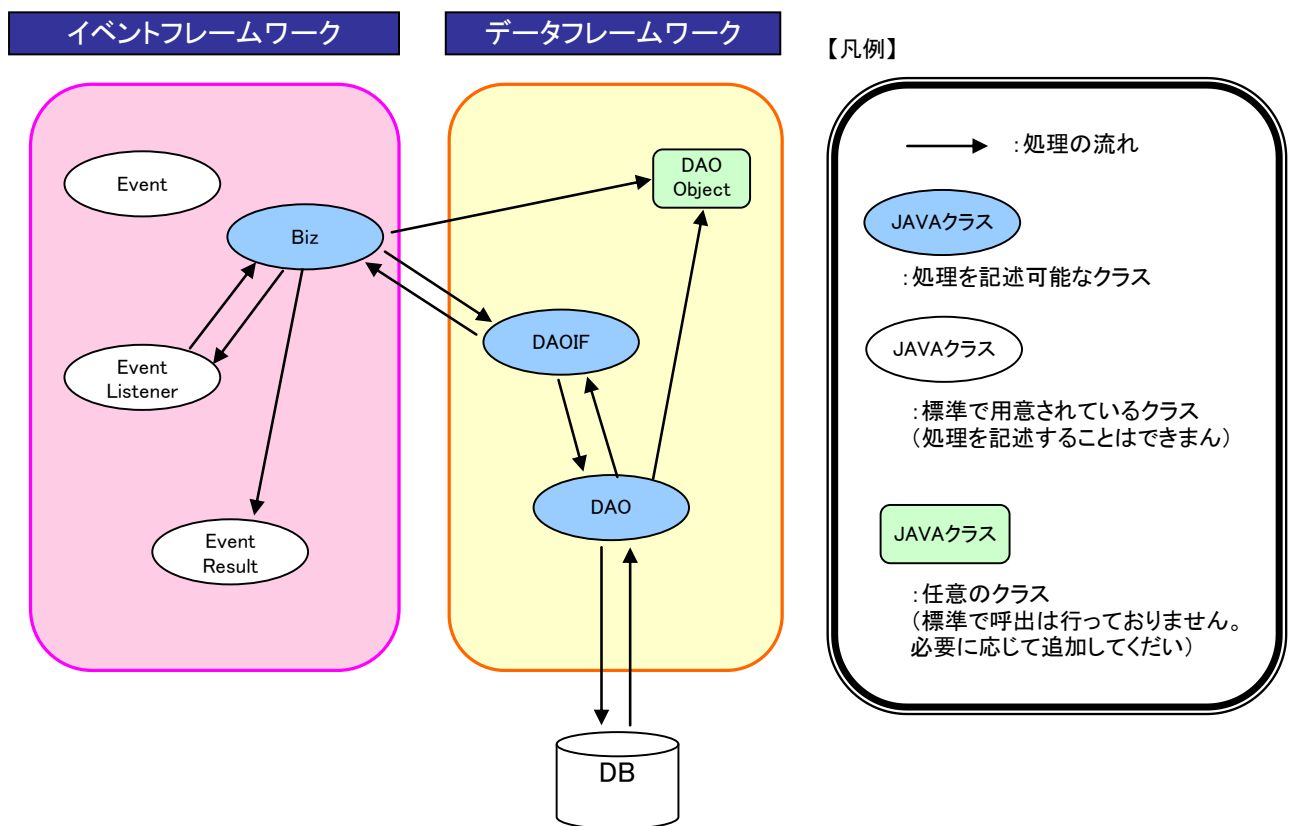 イベントフレームワーク
データフレームワーク
【凡例】
Event
Biz
Event
Listener
Event
Result
DAO
Object
DAOIF
DAO
DB
:処理の流れ
JAVAクラス
:処理を記述可能なクラス
JAVAクラス
:標準で用意されているクラス
(処理を記述することはできまん)
JAVAクラス
:任意のクラス
(標準で呼出は行っておりません。
必要に応じて追加してくだい)